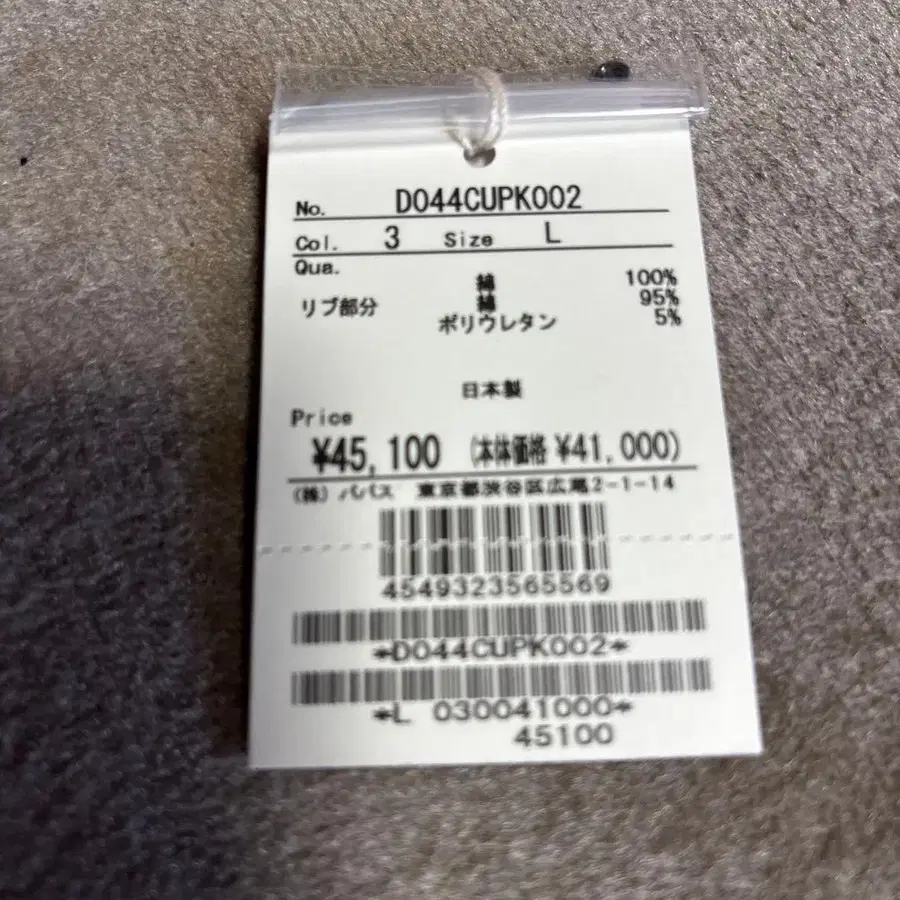 No. D044CUPK002
Col. 3 Size L
Qua.
綿 100%
リブ部分 綿 95%
ポリウレタン 5%
日本製
Price
¥45,100 (本体価格 ¥41,000)
(株) パパス 東京都渋谷区広尾2-1-14
4549323565569
*D044CUPK002*
*L 030041000*
45100